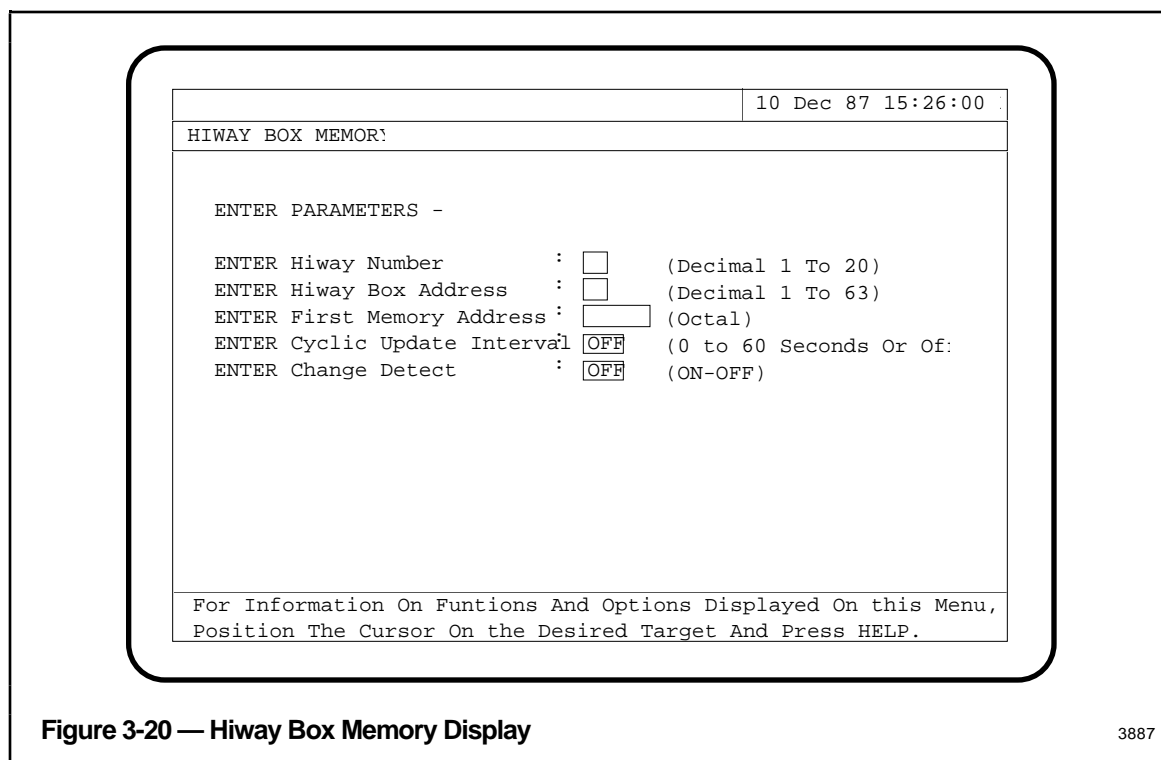 10 Dec 87 15:26:00
HIWAY BOX MEMORY
ENTER PARAMETERS -
ENTER Hiway Number : (Decimal 1 To 20)
ENTER Hiway Box Address : (Decimal 1 To 63)
ENTER First Memory Address : (Octal)
ENTER Cyclic Update Interval : OFF (0 to 60 Seconds Or Of
ENTER Change Detect : OFF (ON-OFF)
For Information On Funtions And Options Displayed On this Menu,
Position The Cursor On the Desired Target And Press HELP.
Figure 3-20 — Hiway Box Memory Display 3887